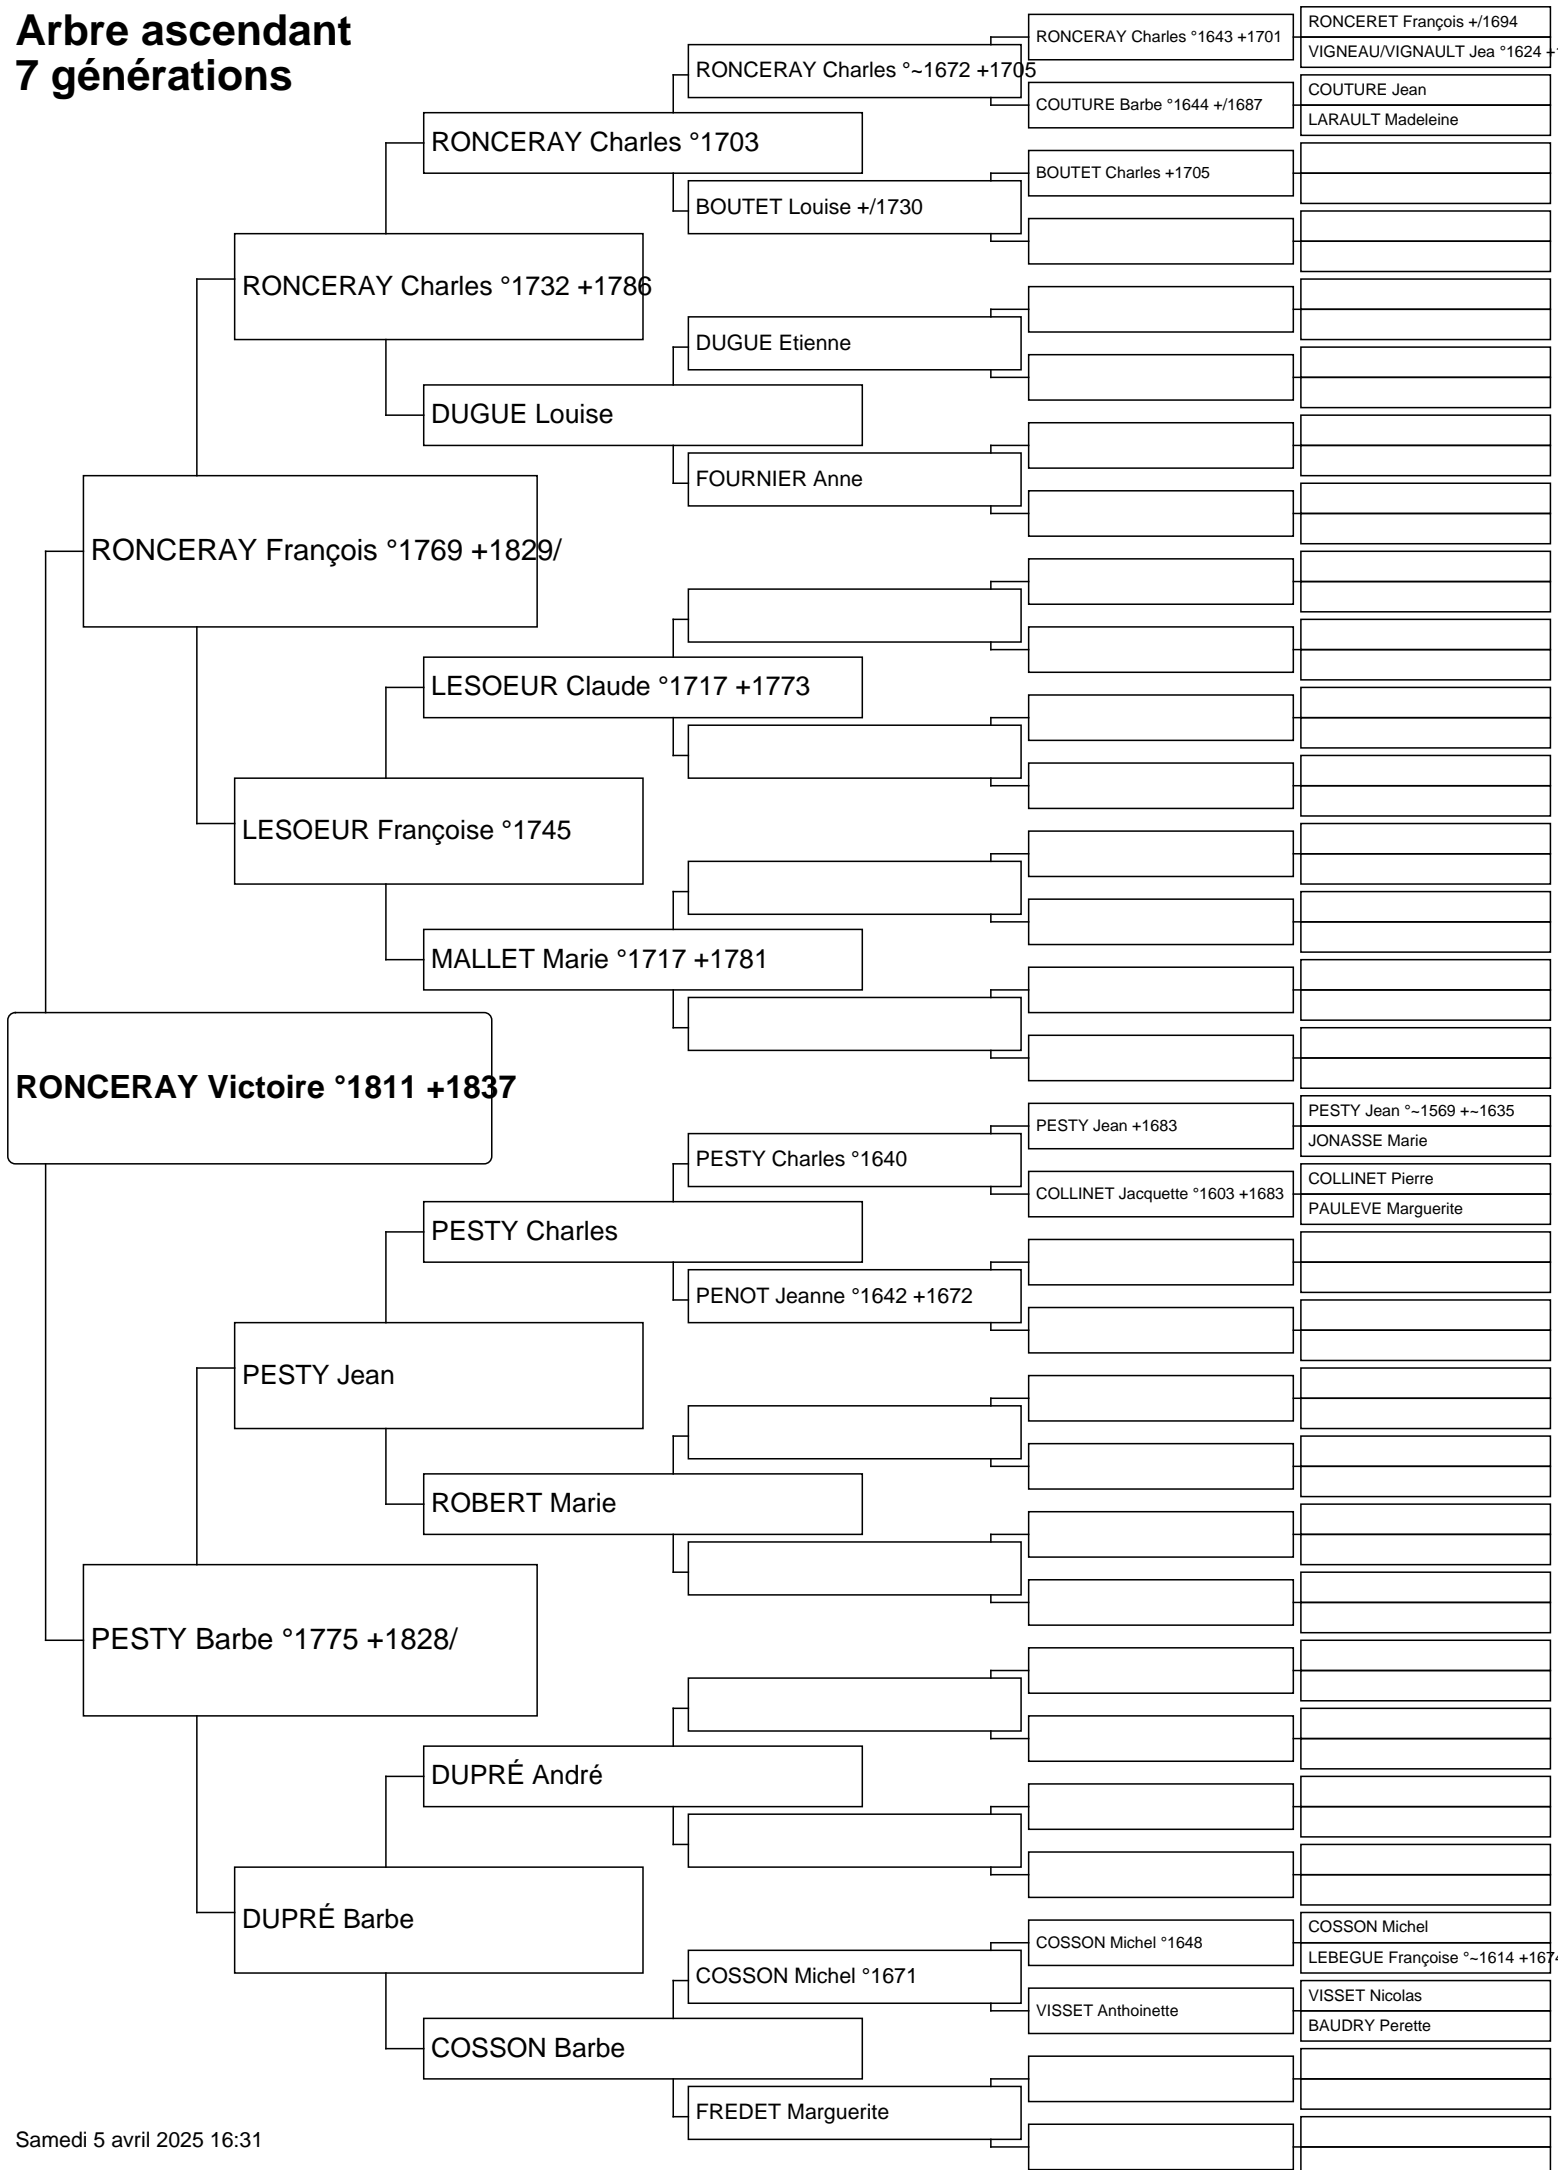 Arbre ascendant
7 générations
RONCERAY Charles °1643 +1701
RONCERET François +/1694
VIGNEAU/VIGNAULT Jea °1624 +
RONCERAY Charles °~1672 +1705
COUTURE Barbe °1644 +/1687
COUTURE Jean
LARAULT Madeleine
RONCERAY Charles °1703
BOUTET Charles +1705
BOUTET Louise +/1730
RONCERAY Charles °1732 +1786
DUGUE Etienne
DUGUE Louise
FOURNIER Anne
RONCERAY François °1769 +1829/
LESOEUR Claude °1717 +1773
LESOEUR Françoise °1745
MALLET Marie °1717 +1781
RONCERAY Victoire °1811 +1837
PESTY Jean +1683
PESTY Jean °~1569 +~1635
JONASSE Marie
PESTY Charles °1640
COLLINET Jacquette °1603 +1683
COLLINET Pierre
PAULEVE Marguerite
PESTY Charles
PENOT Jeanne °1642 +1672
PESTY Jean
ROBERT Marie
PESTY Barbe °1775 +1828/
DUPRÉ André
DUPRÉ Barbe
COSSON Michel °1648
COSSON Michel
LEBEGUE Françoise °~1614 +1674
COSSON Michel °1671
VISSET Anthoinette
VISSET Nicolas
BAUDRY Perette
COSSON Barbe
FREDET Marguerite
Samedi 5 avril 2025 16:31